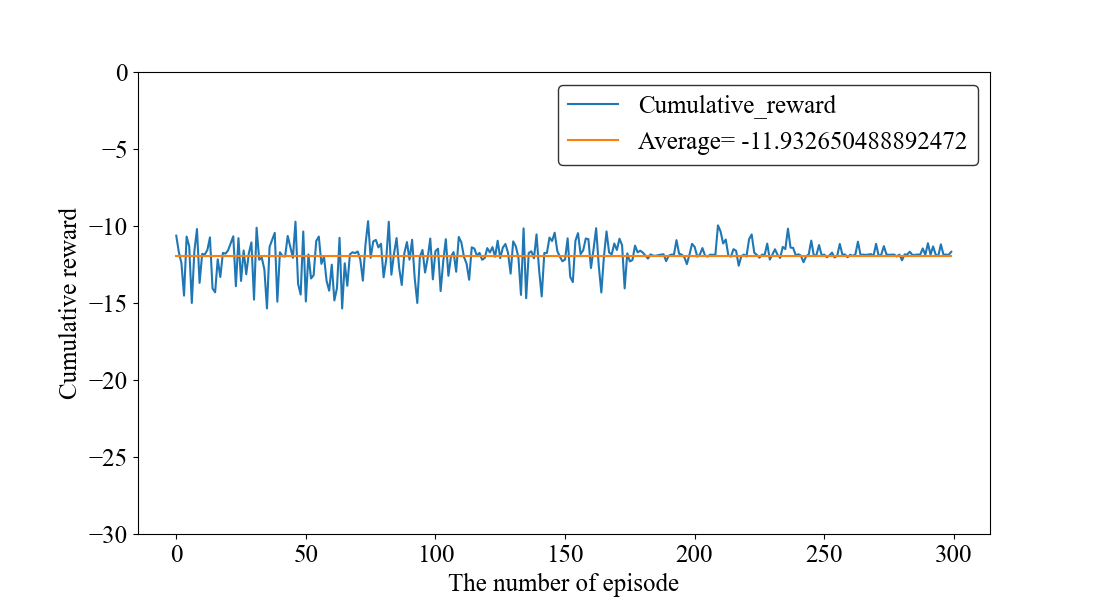 0
−5
−10
−15
−20
−25
−30
Cumulative reward
Cumulative_reward
Average= -11.932650488892472
0 50 100 150 200 250 300
The number of episode